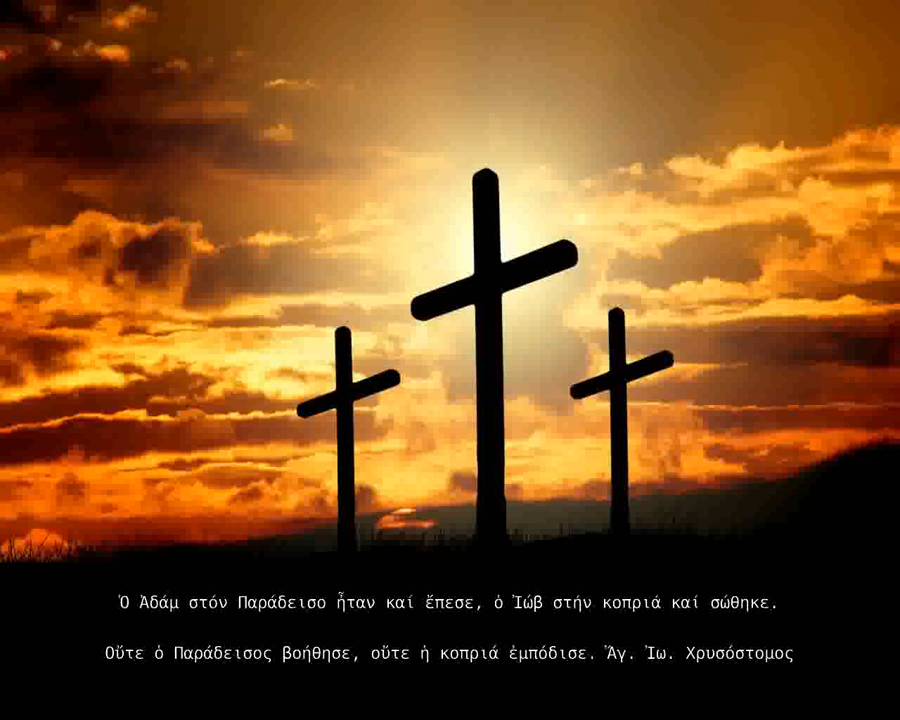 Ὁ Ἀδάμ στόν Παράδεισο ἦταν καί ἔπεσε, ὁ Ἰώβ στήν κοπριά καί σώθηκε.
Οὔτε ὁ Παράδεισος βοήθησε, οὔτε ἡ κοπριά ἐμπόδισε. Ἅγ. Ἰω. Χρυσόστομος